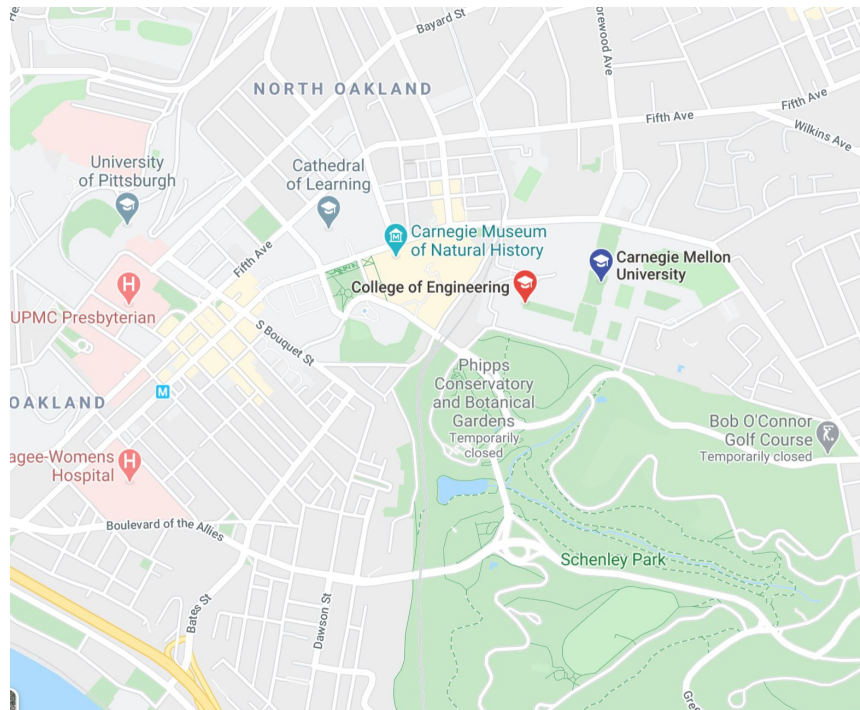 Bayard St
orewood Ave
NORTH OAKLAND
Fifth Ave
Fifth Ave
Wilkins Ave
University
of Pittsburgh
Cathedral
of Learning
Carnegie Museum
of Natural History
Fifth Ave
Carnegie Mellon
University
College of Engineering
H
UPMC Presbyterian
S Bouquet St
M
OAKLAND
Phipps
Conservatory
and Botanical
Gardens
Temporarily
closed
Bob O'Connor
Golf Course
Temporarily closed
agee-Womens
Hospital
H
Boulevard of the Allies
Schenley Park
Bates St
Dawson St
Gre